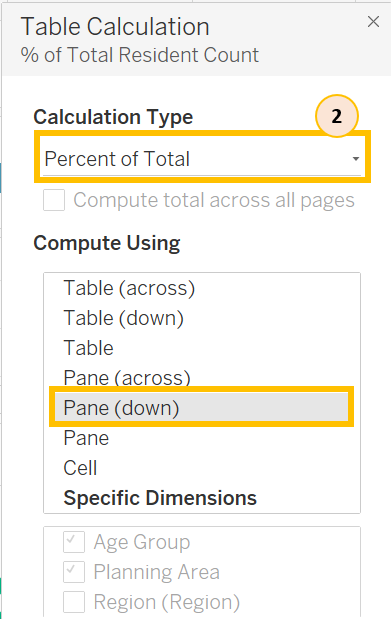 Table Calculation
% of Total Resident Count
Calculation Type
2
Percent of Total
Compute total across all pages
Compute Using
Table (across)
Table (down)
Table
Pane (across)
Pane (down)
Pane
Cell
Specific Dimensions
Age Group
Planning Area
Region (Region)